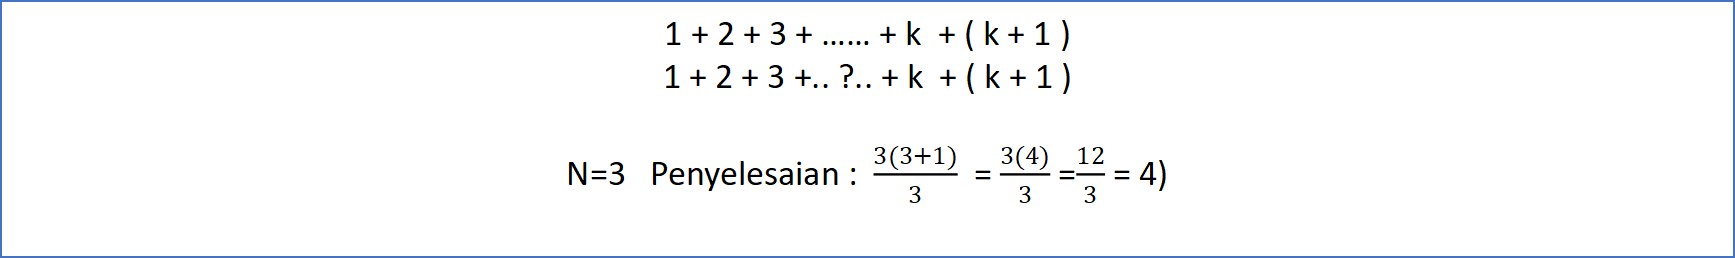 1 + 2 + 3 + …… + k + ( k + 1 )
1 + 2 + 3 +.. ?.. + k + ( k + 1 )
N=3 Penyelesaian : 3(3+1)/3 = 3(4)/3 =12/3 = 4)